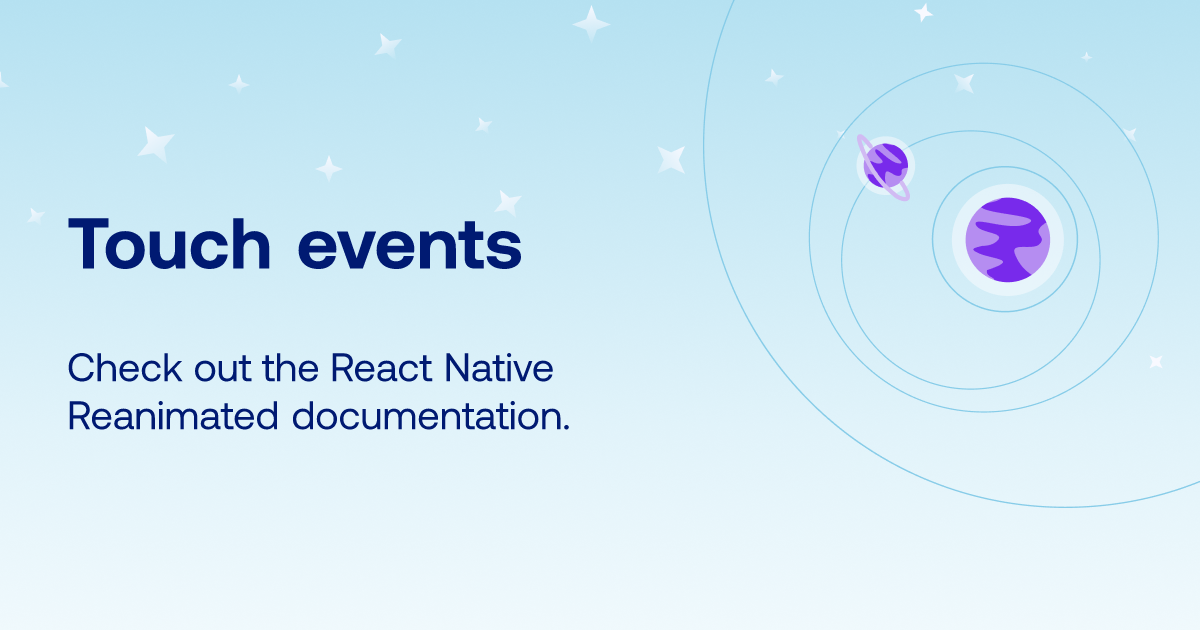 Touch events
Check out the React Native
Reanimated documentation.